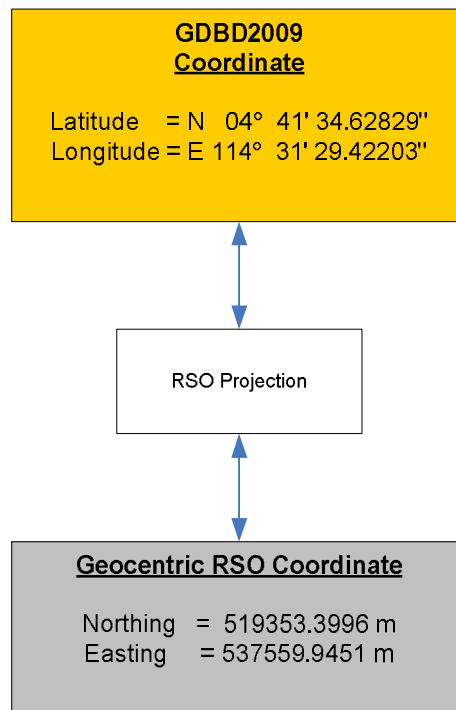 GDBD2009
Coordinate
Latitude = N 04° 41' 34.62829"
Longitude = E 114° 31' 29.42203"
RSO Projection
Geocentric RSO Coordinate
Northing = 519353.3996 m
Easting = 537559.9451 m